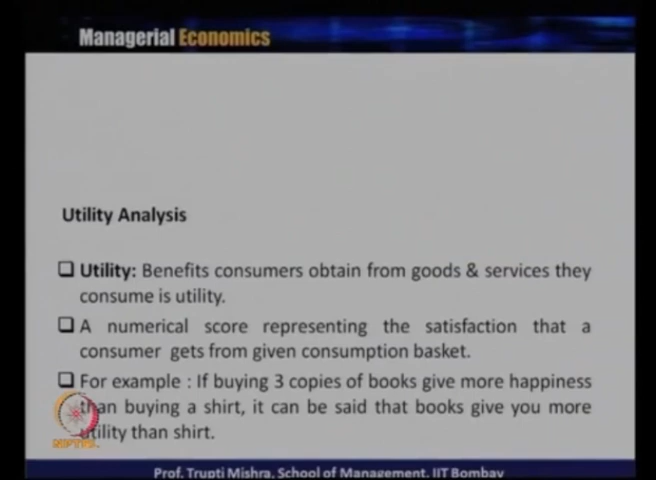 Managerial Economics
Utility Analysis
Utility: Benefits consumers obtain from goods & services they
consume is utility.
A numerical score representing the satisfaction that a
consumer gets from given consumption basket.
For example : If buying 3 copies of books give more happiness
than buying a shirt, it can be said that books give you more
utility than shirt.
NPTEL
Prof. Trupti Mishra, School of Management, IIT Bombay